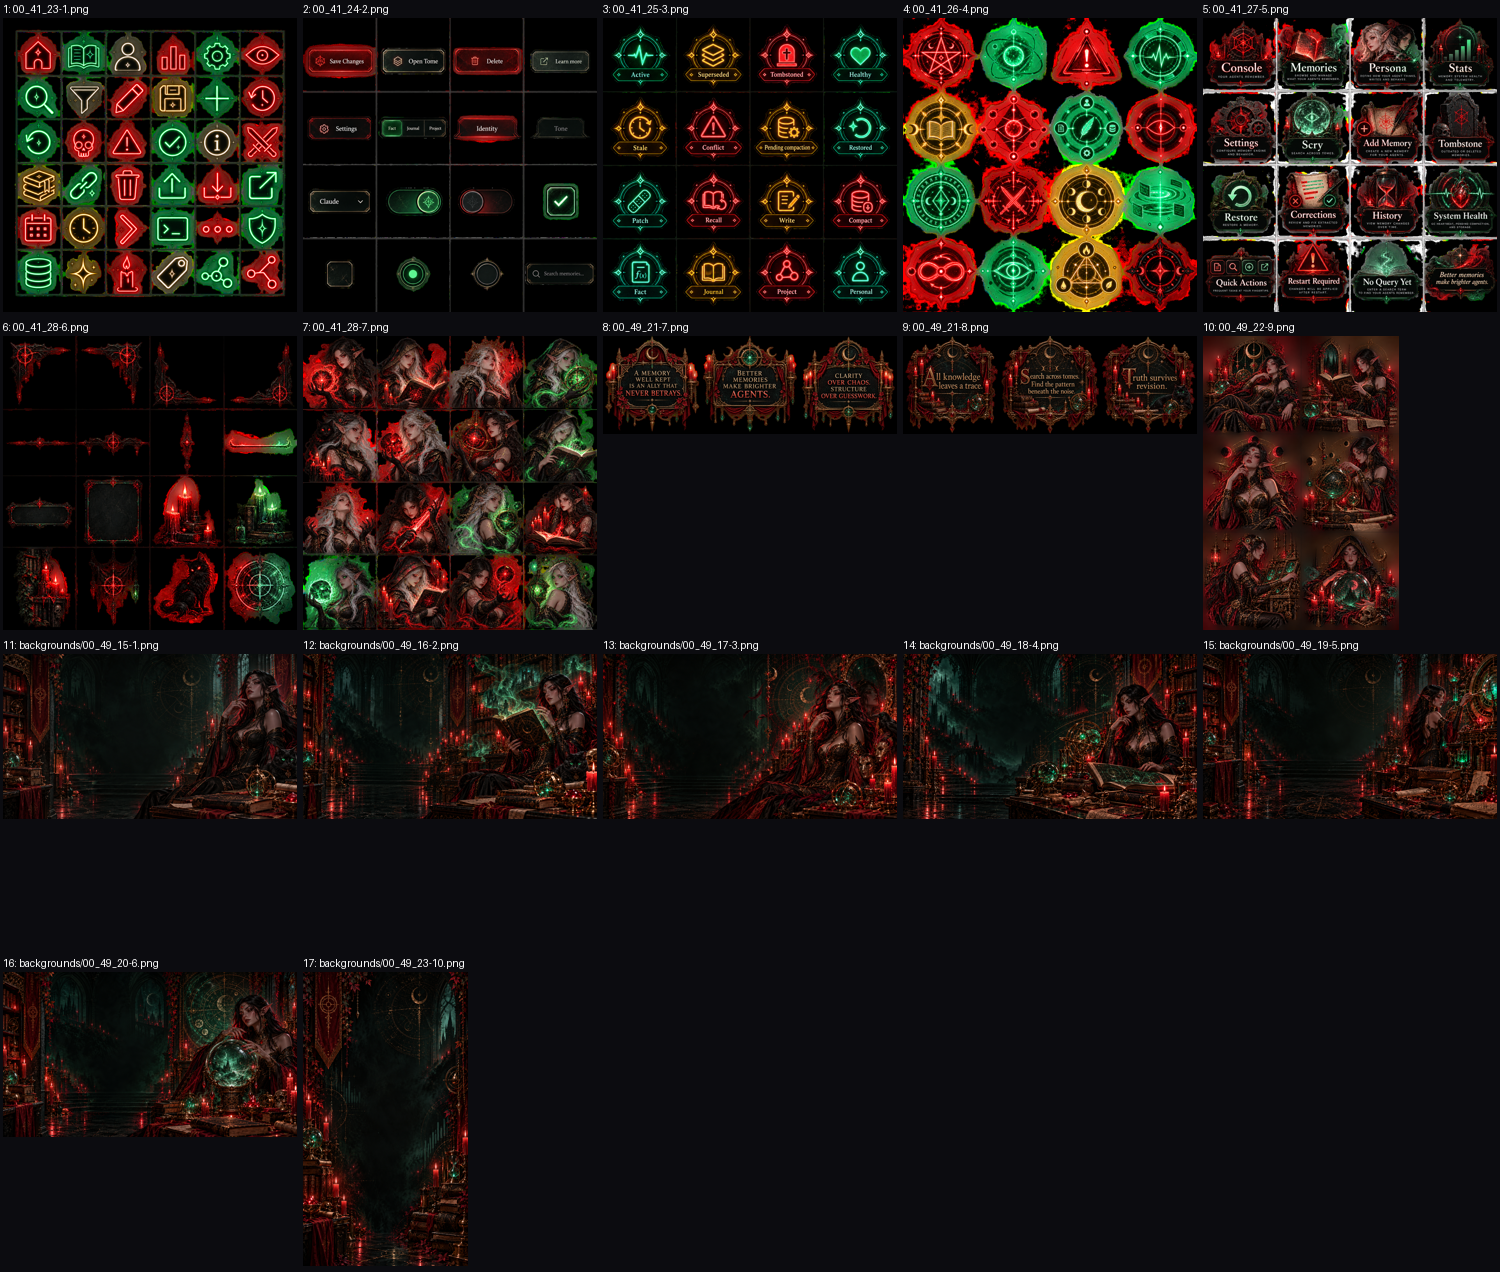 1: 00_41_23-1.png
2: 00_41_24-2.png
3: 00_41_25-3.png
4: 00_41_26-4.png
5: 00_41_27-5.png
Save Changes
Open Tome
Delete
Learn more
Settings
Fact
Journal
Project
Identity
Tone
Claude
Search memories...
Active
Superseded
Tombstoned
Healthy
Stale
Conflict
Pending compaction
Restored
Patch
Recall
Write
Compact
Fact
Journal
Project
Personal
Console
Memories
Persona
Stats
Settings
Scry
Add Memory
Tombstone
Restore
Corrections
History
System Health
Quick Actions
Restart Required
No Query Yet
Better memories
make brighter agents.
6: 00_41_28-6.png
7: 00_41_28-7.png
8: 00_49_21-7.png
9: 00_49_21-8.png
10: 00_49_22-9.png
A MEMORY
WELL KEPT
IS AN ALLY THAT
NEVER BETRAYS.
BETTER
MEMORIES
MAKE BRIGHTER
AGENTS.
CLARITY
OVER CHAOS.
STRUCTURE
OVER GUESSWORK.
All knowledge
leaves a trace.
Search across tomes.
Find the pattern
beneath the noise.
Truth survives
revision.
11: backgrounds/00_49_15-1.png
12: backgrounds/00_49_16-2.png
13: backgrounds/00_49_17-3.png
14: backgrounds/00_49_18-4.png
15: backgrounds/00_49_19-5.png
16: backgrounds/00_49_20-6.png
17: backgrounds/00_49_23-10.png